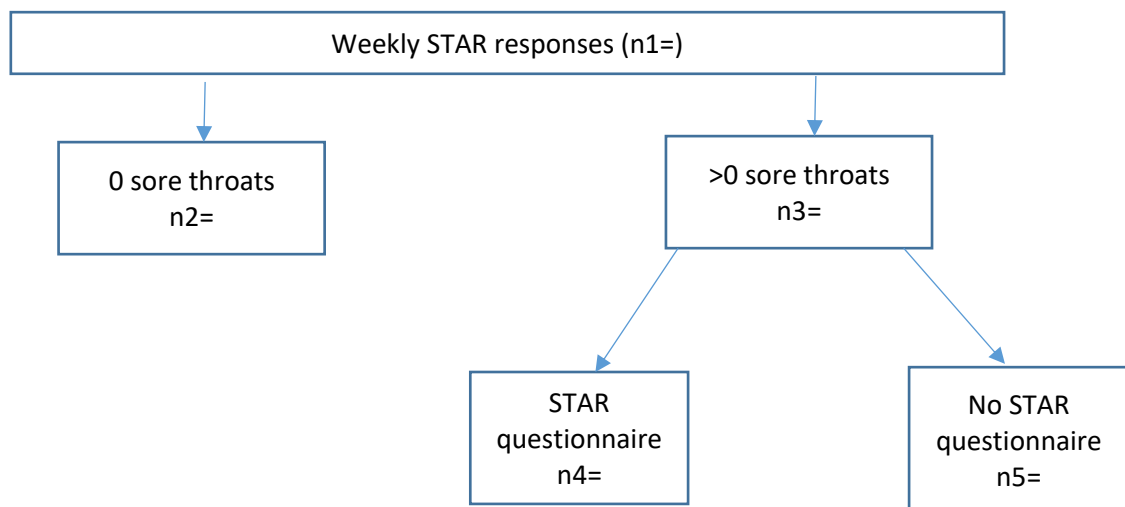 Weekly STAR responses (n1=)
0 sore throats
n2=
>0 sore throats
n3=
STAR
questionnaire
n4=
No STAR
questionnaire
n5=